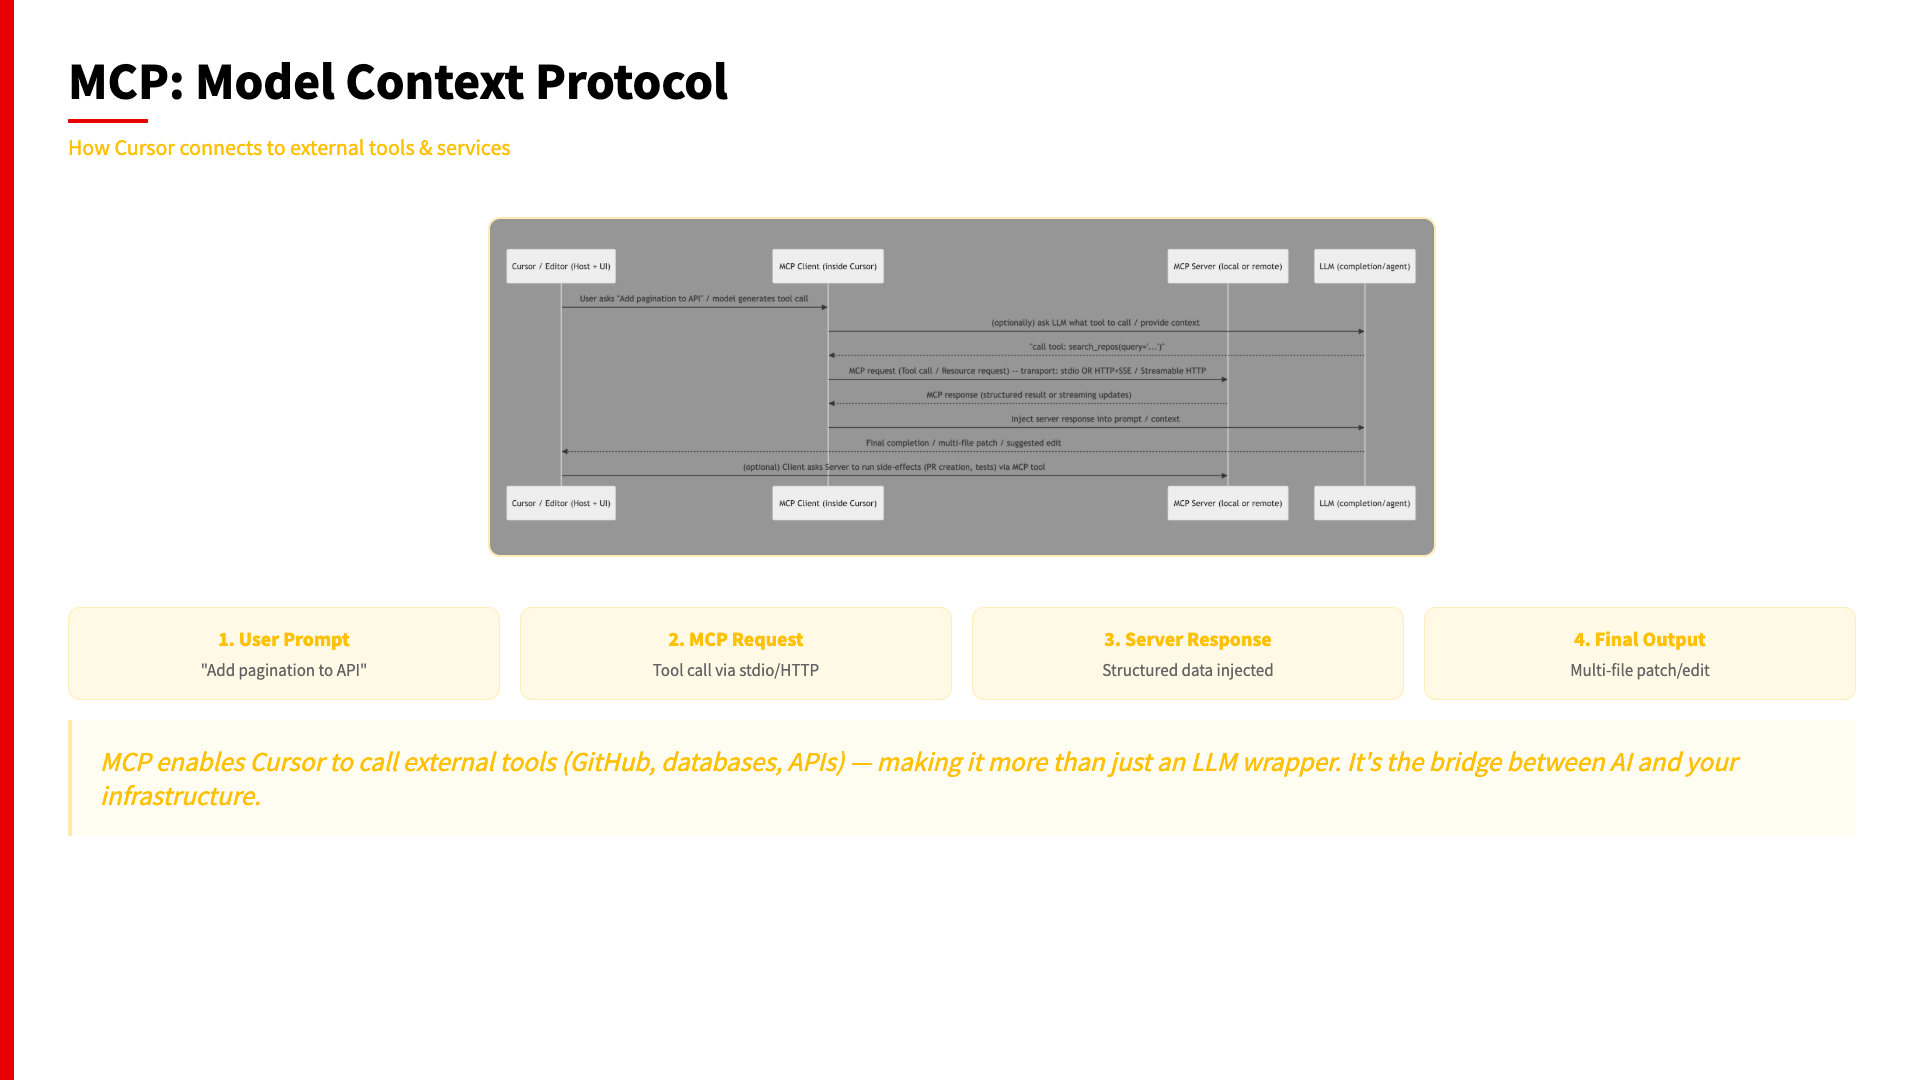 MCP: Model Context Protocol
How Cursor connects to external tools & services
Cursor / Editor (Host + UI)
MCP Client (inside Cursor)
MCP Server (local or remote)
LLM (completion/agent)
User asks "Add pagination to API" / model generates tool call
(optionally) ask LLM what tool to call / provide context
"call tool: search_repos(query='...')"
MCP request (Tool call / Resource request) -- transport: stdio OR HTTP+SSE / Streamable HTTP
MCP response (structured result or streaming updates)
Inject server response into prompt / context
Final completion / multi-file patch / suggested edit
(optional) Client asks Server to run side-effects (PR creation, tests) via MCP tool
Cursor / Editor (Host + UI)
MCP Client (inside Cursor)
MCP Server (local or remote)
LLM (completion/agent)
1. User Prompt
"Add pagination to API"
2. MCP Request
Tool call via stdio/HTTP
3. Server Response
Structured data injected
4. Final Output
Multi-file patch/edit
MCP enables Cursor to call external tools (GitHub, databases, APIs) — making it more than just an LLM wrapper. It's the bridge between AI and your
infrastructure.